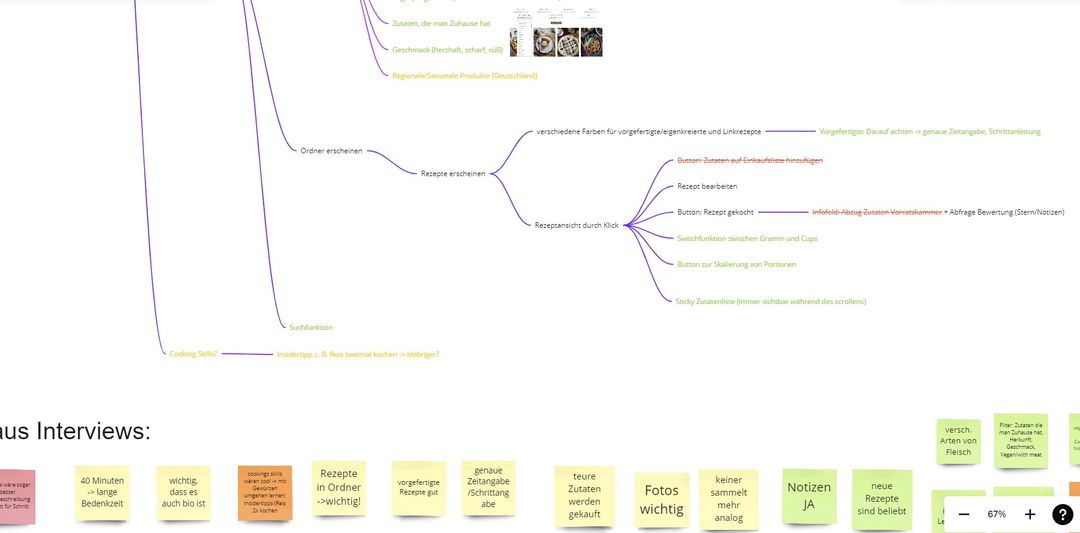 Zutaten, die man Zuhause hat
Geschmack (herzhaft, scharf, süß)
Regionale/Saisonale Produkte (Deutschland)
verschiedene Farben für vorgefertigte/eigenkreierte und Linkrezepte
Vorgefertigte: Darauf achten -> genaue Zeitangabe, Schrittanleitung
Ordner erscheinen
Rezepte erscheinen
Button: Zutaten auf Einkaufsliste hinzufügen
Rezept bearbeiten
Button: Rezept gekocht
Infofeld: Abzug Zutaten Vorratskammer + Abfrage Bewertung (Stern/Notizen)
Rezeptansicht durch Klick
Switchfunktion zwischen Gramm und Cups
Button zur Skalierung von Portionen
Sticky Zutatenliste (immer sichtbar während des scrollens)
Suchfunktion
Cooking Skills?
Insidertipp z. B. Reis zweimal kochen -> klebriger?
aus Interviews:
versch.
Arten von
Fleisch
Filter: Zutaten die
man Zuhause hat,
Herkunft,
Geschmack,
Vegan/with meat
s wäre sogar
besser,
eschreibung
t für Schritt
40 Minuten
-> lange
Bedenkzeit
wichtig,
dass es
auch bio ist
cookings skills
wären cool -> mit
Gewürzen
umgehen lernen;
Insidertipps (Reis
2x kochen
Rezepte
in Ordner
->wichtig!
vorgefertigte
Rezepte gut
genaue
Zeitangabe
/Schrittang
abe
teure
Zutaten
werden
gekauft
Fotos
wichtig
keiner
sammelt
mehr
analog
Notizen
JA
neue
Rezepte
sind beliebt
67%
?